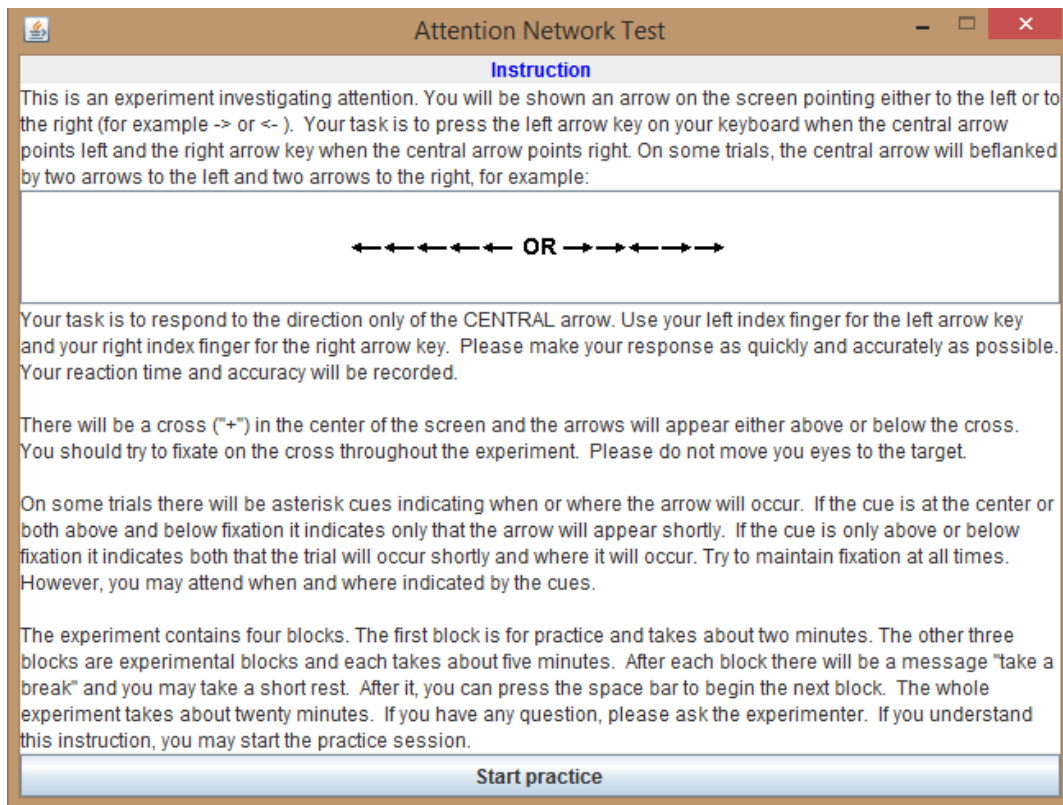 Attention Network Test
Instruction
This is an experiment investigating attention. You will be shown an arrow on the screen pointing either to the left or to
the right (for example -> or <- ).  Your task is to press the left arrow key on your keyboard when the central arrow
points left and the right arrow key when the central arrow points right. On some trials, the central arrow will beflanked
by two arrows to the left and two arrows to the right, for example:
←←←←← OR →→←→→
Your task is to respond to the direction only of the CENTRAL arrow. Use your left index finger for the left arrow key
and your right index finger for the right arrow key.  Please make your response as quickly and accurately as possible.
Your reaction time and accuracy will be recorded.
There will be a cross ("+") in the center of the screen and the arrows will appear either above or below the cross.
You should try to fixate on the cross throughout the experiment.  Please do not move you eyes to the target.
On some trials there will be asterisk cues indicating when or where the arrow will occur.  If the cue is at the center or
both above and below fixation it indicates only that the arrow will appear shortly.  If the cue is only above or below
fixation it indicates both that the trial will occur shortly and where it will occur. Try to maintain fixation at all times.
However, you may attend when and where indicated by the cues.
The experiment contains four blocks. The first block is for practice and takes about two minutes. The other three
blocks are experimental blocks and each takes about five minutes.  After each block there will be a message "take a
break" and you may take a short rest.  After it, you can press the space bar to begin the next block.  The whole
experiment takes about twenty minutes.  If you have any question, please ask the experimenter.  If you understand
this instruction, you may start the practice session.
Start practice